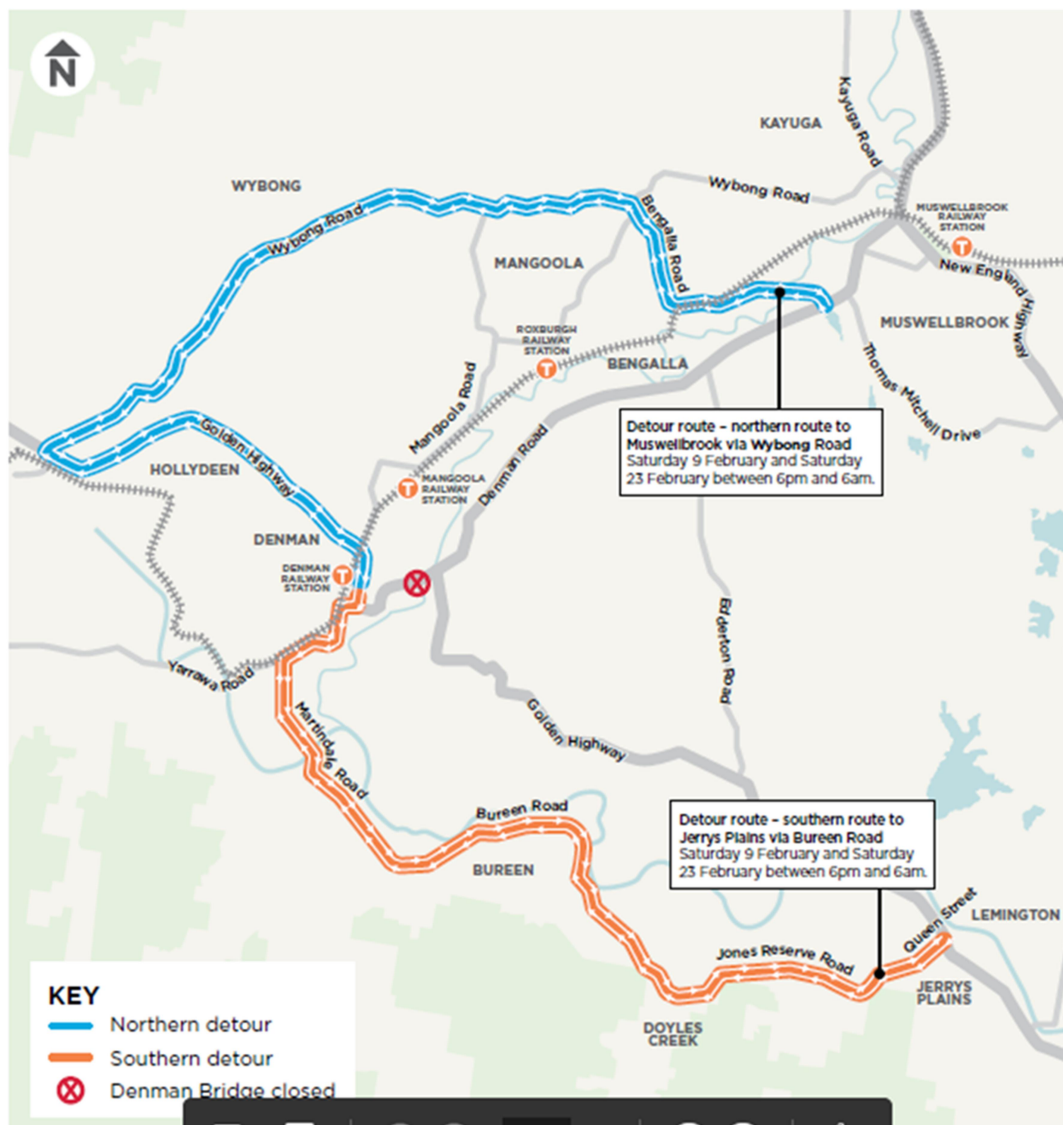 N
KAYUGA
Kayuga Road
WYBONG
Wybong Road
MUSWELLBROOK
RAILWAY
STATION
T
Wybong Road
Bengalla Road
MANGOOLA
New England Highway
MUSWELLBROOK
ROXBURGH
RAILWAY
STATION
T
BENGALLA
Thomas Mitchell Drive
Mangoola Road
Detour route – northern route to
Muswellbrook via Wybong Road
Saturday 9 February and Saturday
23 February between 6pm and 6am.
Golden Highway
HOLLYDEEN
Denman Road
T
MANGOOLA
RAILWAY
STATION
DENMAN
DENMAN
RAILWAY
STATION
T
X
Edderton Road
Yarrawa Road
Golden Highway
Martindale Road
Bureen Road
BUREEN
Detour route – southern route to
Jerrys Plains via Bureen Road
Saturday 9 February and Saturday
23 February between 6pm and 6am.
Queen Street
LEMINGTON
Jones Reserve Road
JERRYS
PLAINS
DOYLES
CREEK
KEY
Northern detour
Southern detour
X
Denman Bridge closed